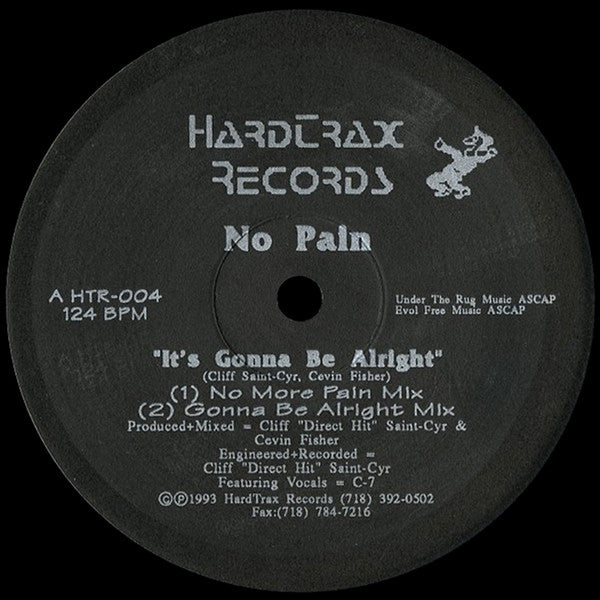 HARDTRAX
RECORDS
No Pain
A HTR-004
124 BPM
Under The Rug Music ASCAP
Evol Free Music ASCAP
"It's Gonna Be Alright"
(Cliff Saint-Cyr, Cevin Fisher)
(1) No More Pain Mix
(2) Gonna Be Alright Mix
Produced+Mixed = Cliff "Direct Hit" Saint-Cyr &
Cevin Fisher
Engineered+Recorded =
Cliff "Direct Hit" Saint-Cyr
Featuring Vocals = C-7
©℗1993 HardTrax Records (718) 392-0502
Fax:(718) 784-7216